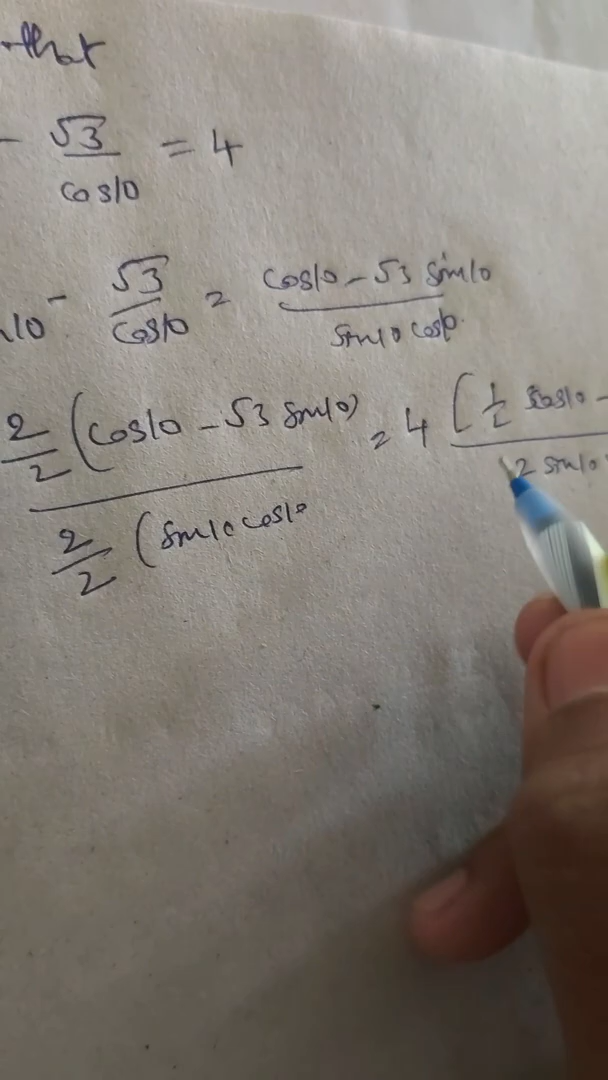 that
- √3/cos10 = 4
n10 - √3/cos10 = cos10 - √3 sin10/sin10 cos10
2/2 (cos10 - √3 sin10)/2/2 (sin10 cos10 = 4 [1/2 cos10 -/2 sin10